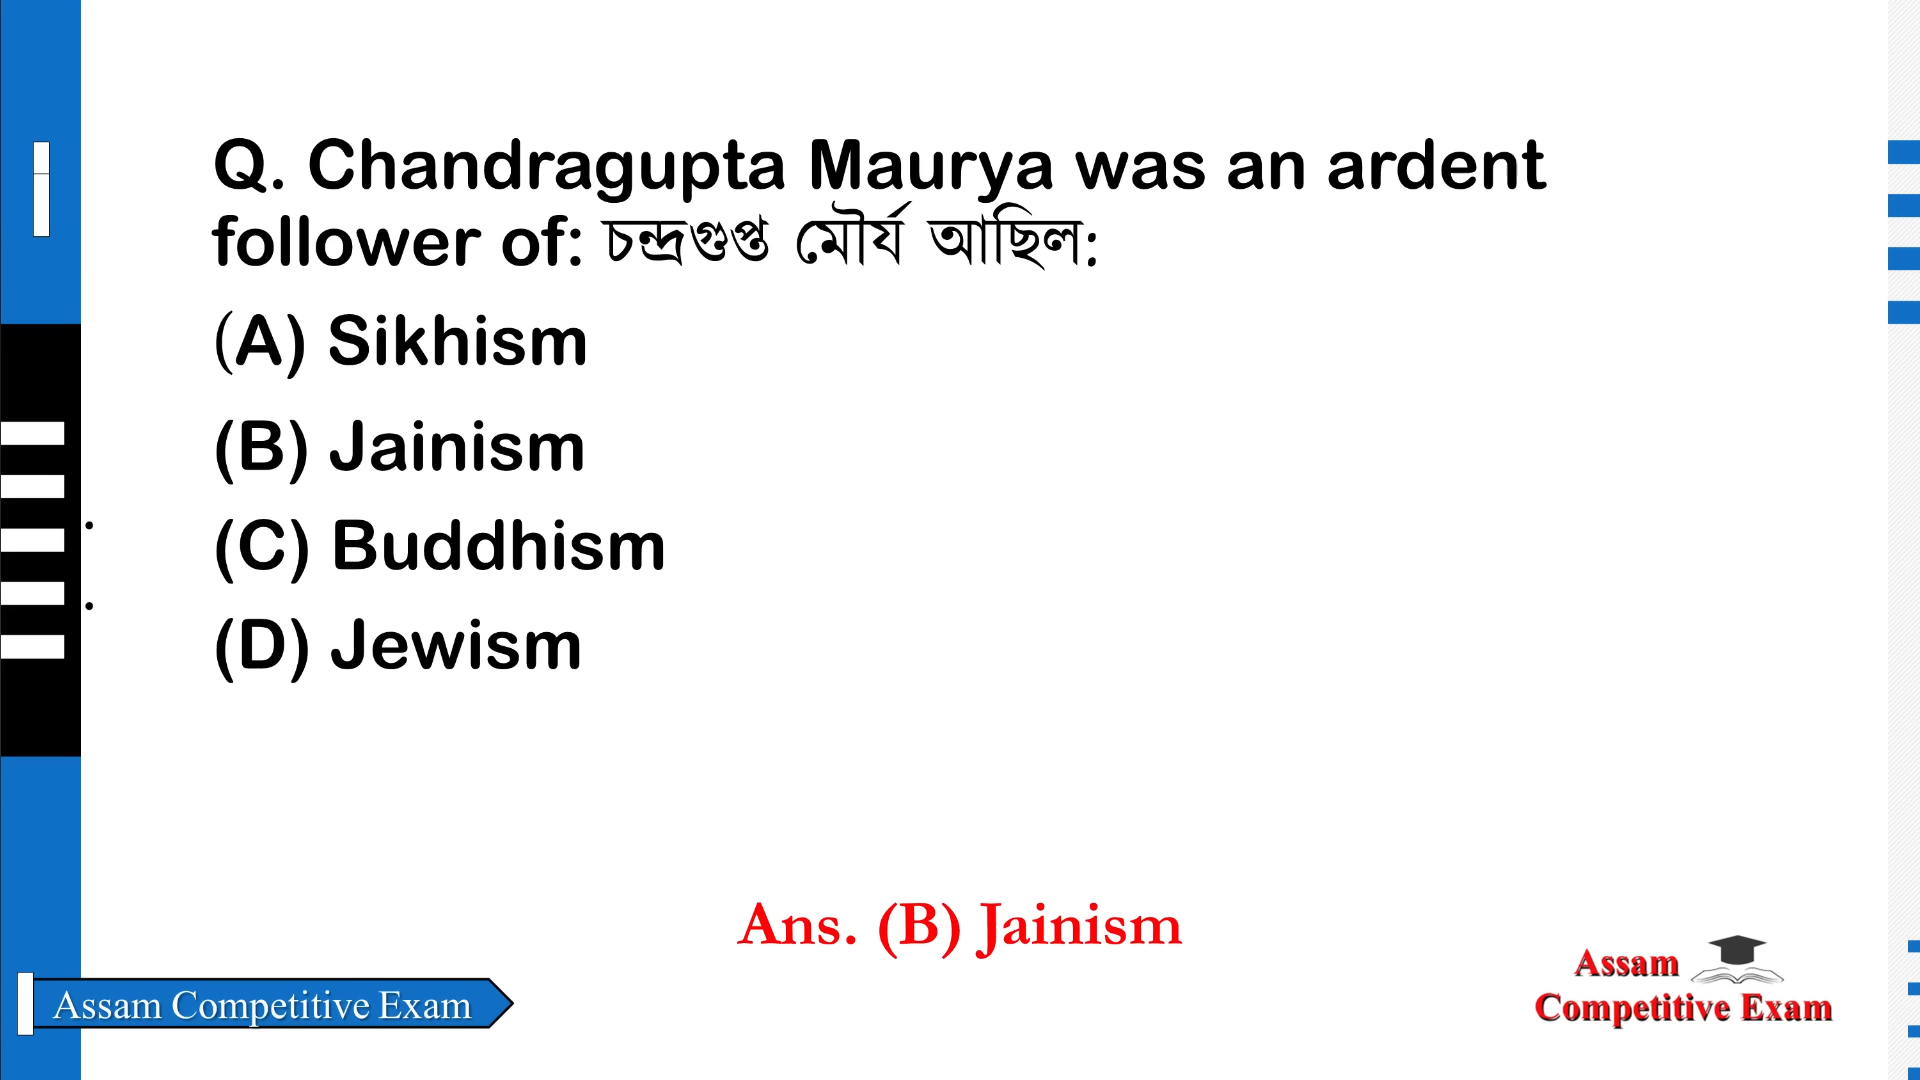 Q. Chandragupta Maurya was an ardent
follower of: চন্দ্ৰগুপ্ত মৌৰ্য আছিল:
(A) Sikhism
(B) Jainism
(C) Buddhism
(D) Jewism
Ans. (B) Jainism
Assam Competitive Exam
Assam
Competitive Exam